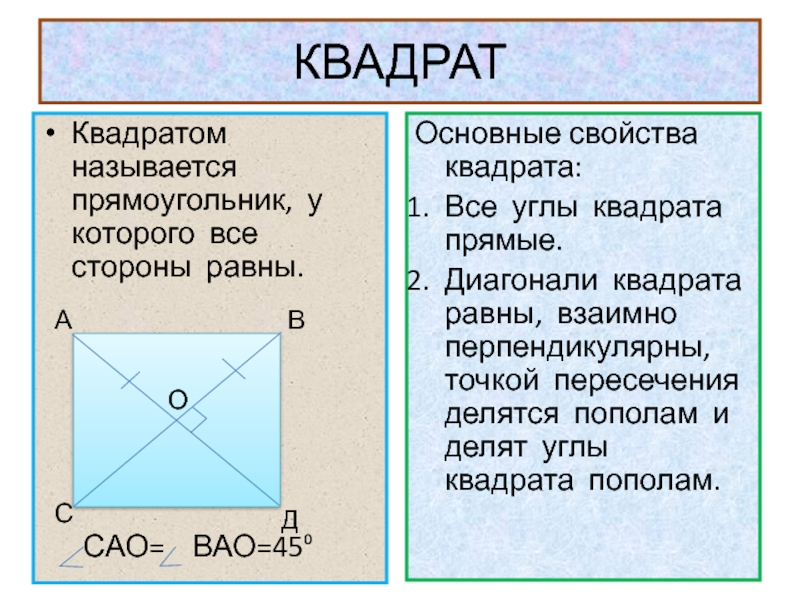 КВАДРАТ
• Квадратом
называется
прямоугольник, у
которого все
стороны равны.
А В
О
С Д
∠САО= ∠ВАО=45⁰
Основные свойства
квадрата:
1. Все углы квадрата
прямые.
2. Диагонали квадрата
равны, взаимно
перпендикулярны,
точкой пересечения
делятся пополам и
делят углы
квадрата пополам.